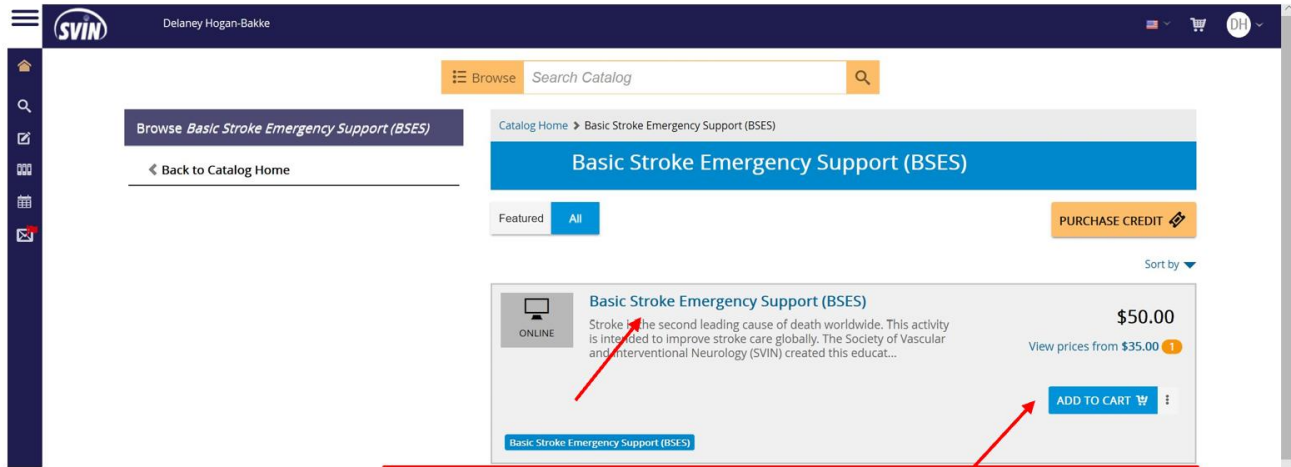 SVIN
Delaney Hogan-Bakke
DH
Browse
Search Catalog
Browse Basic Stroke Emergency Support (BSES)
Back to Catalog Home
Catalog Home > Basic Stroke Emergency Support (BSES)
Basic Stroke Emergency Support (BSES)
Featured All
PURCHASE CREDIT
Sort by
ONLINE
Basic Stroke Emergency Support (BSES)
Stroke is the second leading cause of death worldwide. This activity
is intended to improve stroke care globally. The Society of Vascular
and Interventional Neurology (SVIN) created this educat...
$50.00
View prices from $35.00 1
ADD TO CART
Basic Stroke Emergency Support (BSES)